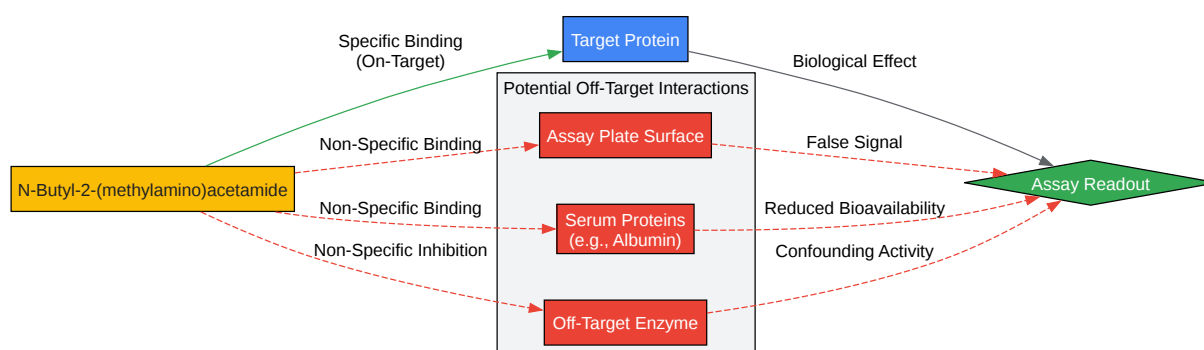 Specific Binding
(On-Target)
Target Protein
Biological Effect
Potential Off-Target Interactions
Non-Specific Binding
Assay Plate Surface
False Signal
N-Butyl-2-(methylamino)acetamide
Assay Readout
Non-Specific Binding
Serum Proteins
(e.g., Albumin)
Reduced Bioavailability
Non-Specific Inhibition
Confounding Activity
Off-Target Enzyme